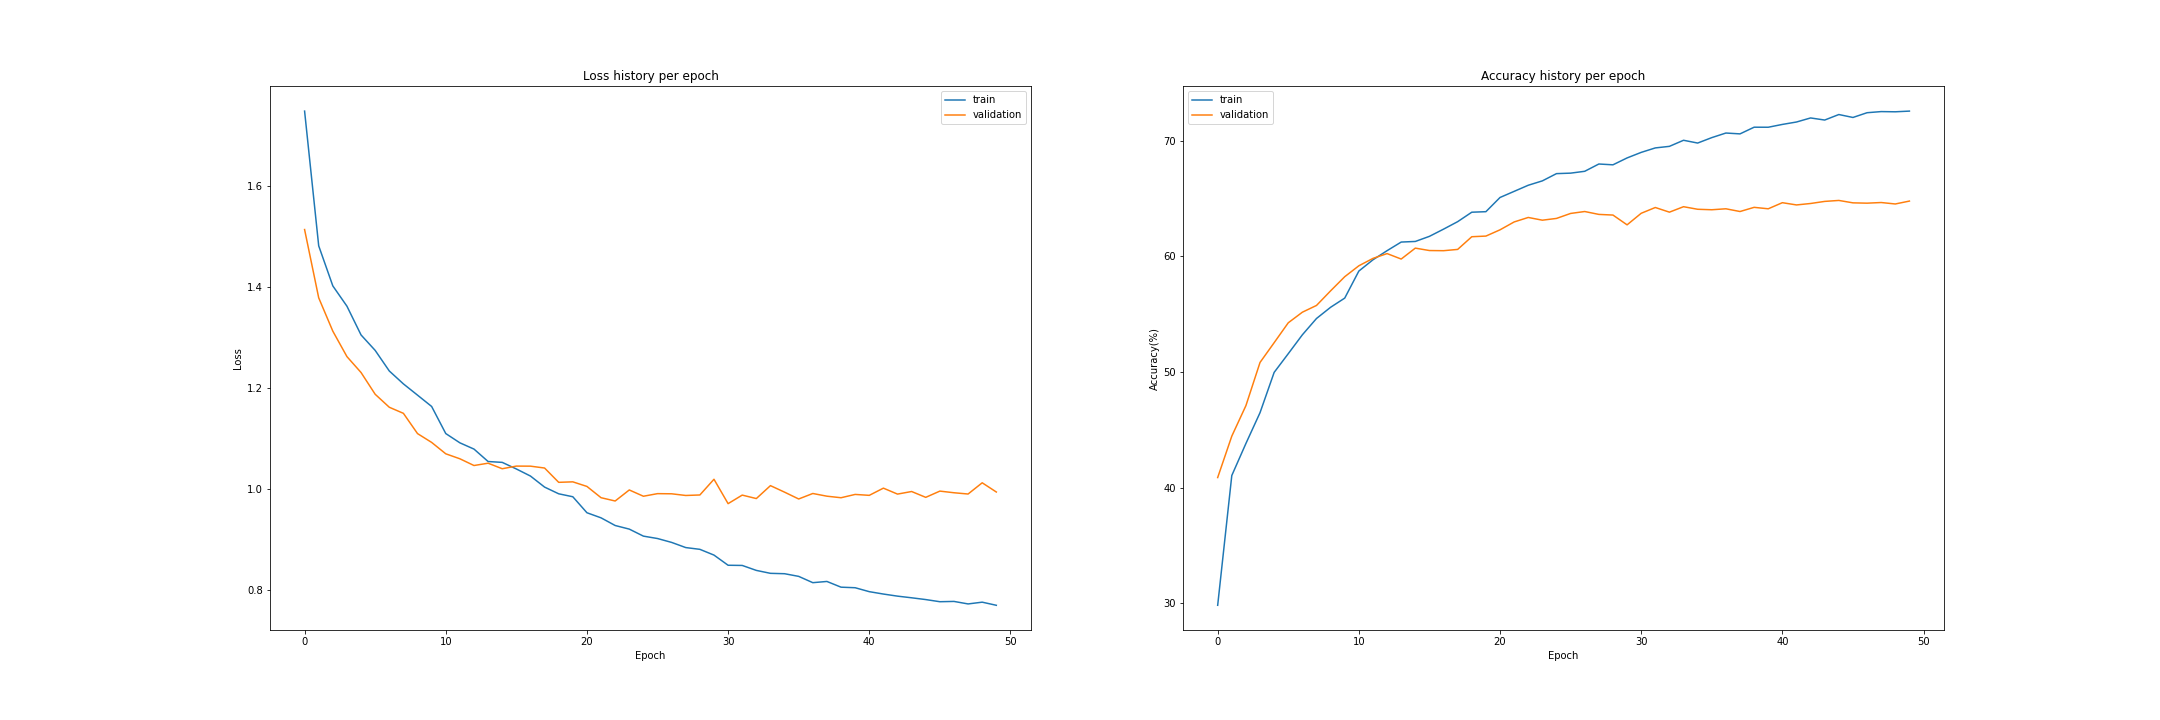 Loss history per epoch
train
validation
1.6
1.4
1.2
1.0
0.8
Loss
0 10 20 30 40 50
Epoch
Accuracy history per epoch
train
validation
70
60
50
40
30
Accuracy(%)
0 10 20 30 40 50
Epoch